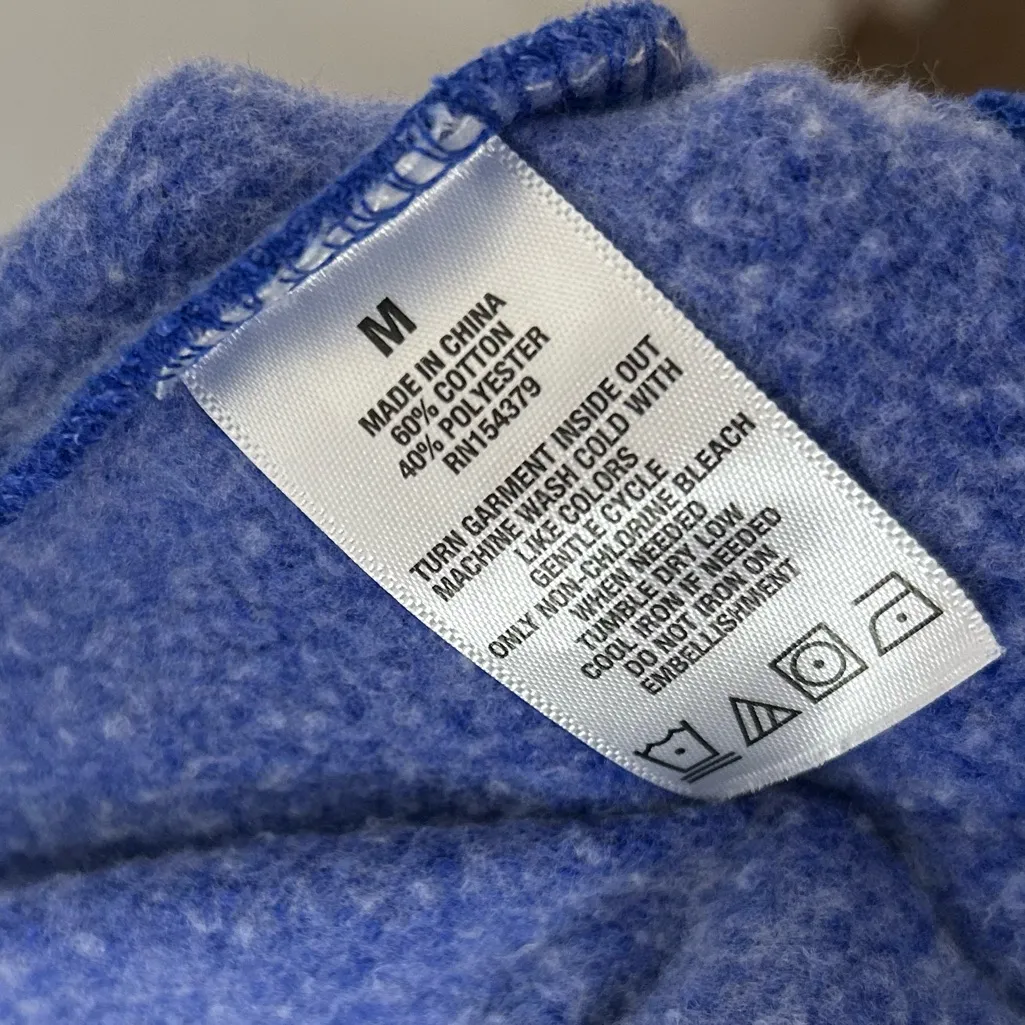 M
MADE IN CHINA
60% COTTON
40% POLYESTER
RN154379
TURN GARMENT INSIDE OUT
MACHINE WASH COLD WITH
LIKE COLORS
GENTLE CYCLE
ONLY NON-CHLORINE BLEACH
WHEN NEEDED
TUMBLE DRY LOW
COOL IRON IF NEEDED
DO NOT IRON ON
EMBELLISHMENT